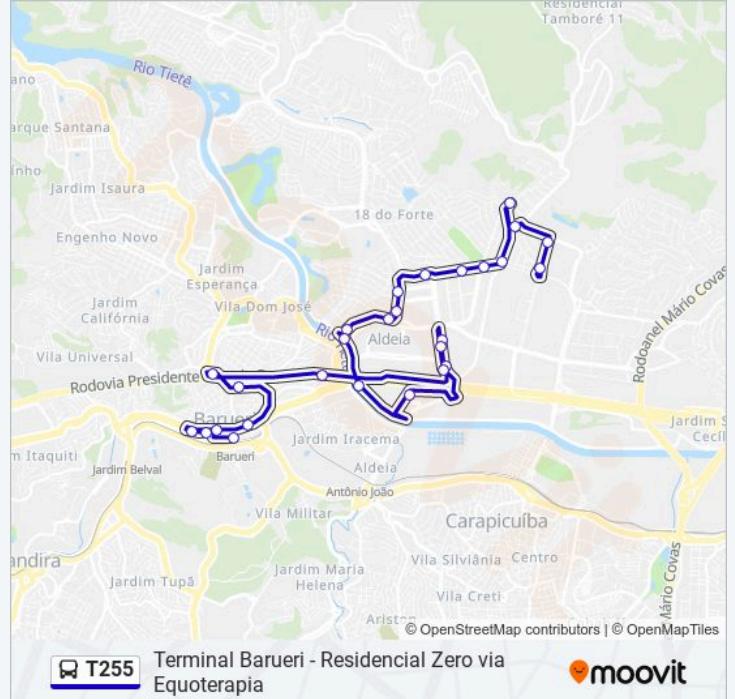 Residencial
Tamboré 11
Rio Tietê
ano
arque Santana
inho
Jardim Isaura
18 do Forte
Engenho Novo
Jardim
Esperança
Jardim
Califórnia
Vila Dom José
Rodoanel Mário Covas
Rio Tietê
Aldeia
Vila Universal
Rodovia Presidente
Barueri
Jardim S
Cecíl
Jardim Iracema
m Itaquiti
Barueri
Jardim Belval
Aldeia
Antônio João
Vila Militar
Carapicuíba
andira
Vila Silviânia
Centro
Jardim Maria
Helena
Jardim Tupã
Mário Covas
Vila Creti
Ariston
© OpenStreetMap contributors | © OpenMapTiles
T255
Terminal Barueri - Residencial Zero via
Equoterapia
moovit